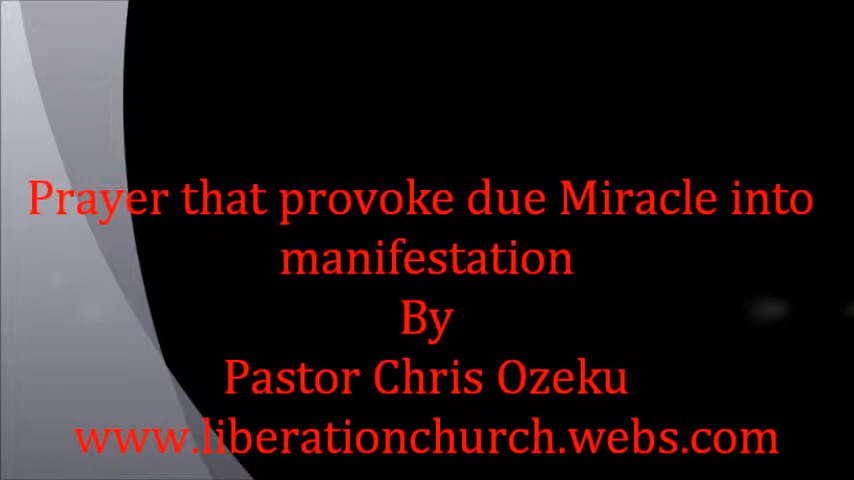 Prayer that provoke due Miracle into
manifestation
By
Pastor Chris Ozeku
www.liberationchurch.webs.com